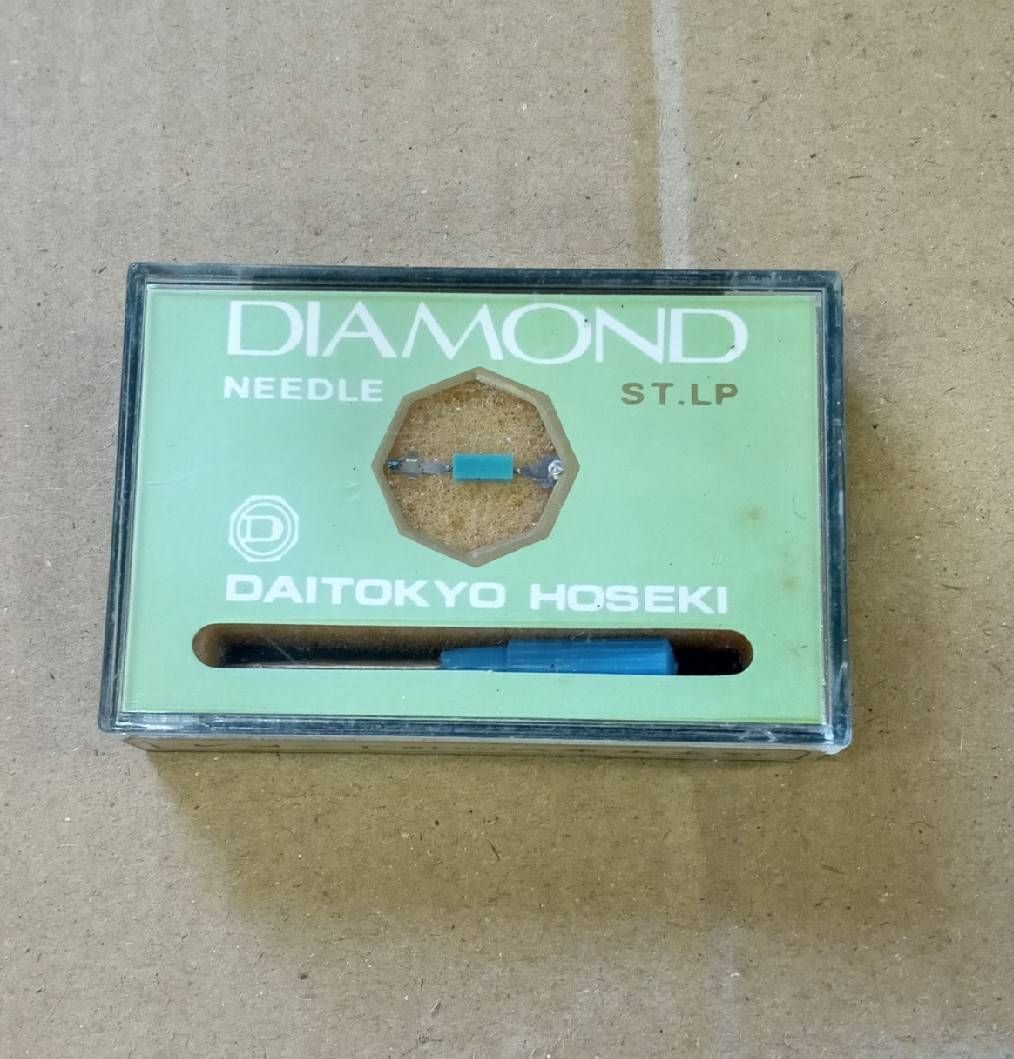 DIAMOND
NEEDLE ST.LP
D
DAITOKYO HOSEKI